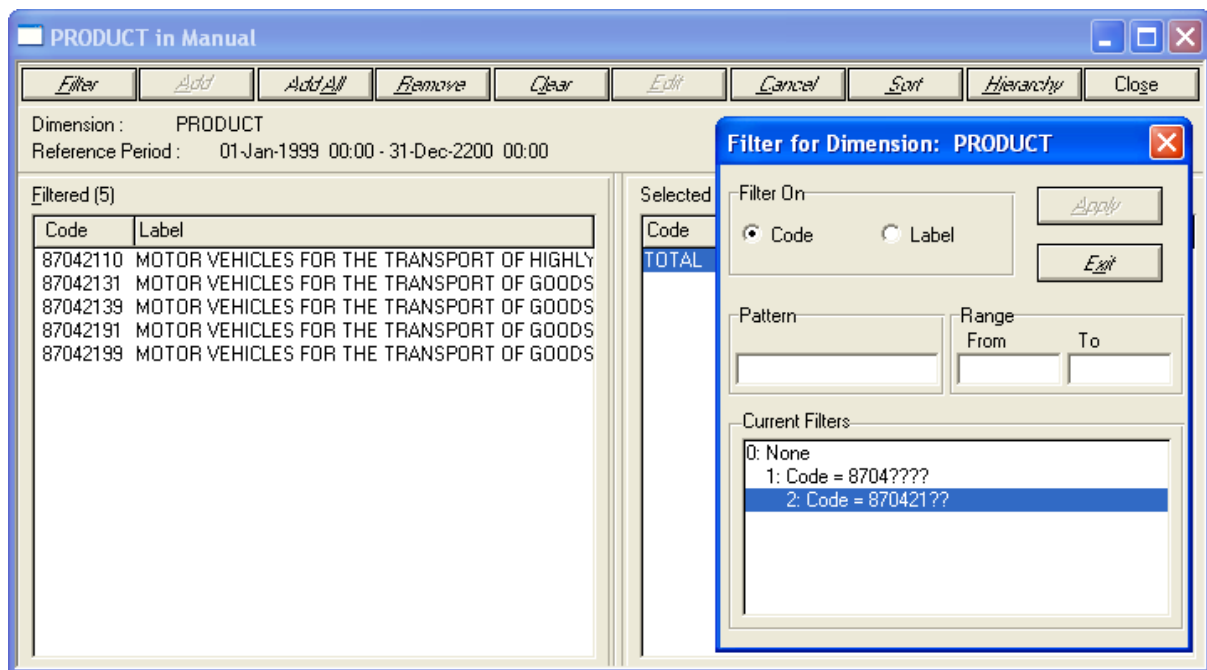 PRODUCT in Manual
Filter Add Add All Remove Clear Edit Cancel Sort Hierarchy Close
Dimension : PRODUCT
Reference Period : 01-Jan-1999 00:00 - 31-Dec-2200 00:00
Filtered (5)
Code Label
87042110 MOTOR VEHICLES FOR THE TRANSPORT OF HIGHLY
87042131 MOTOR VEHICLES FOR THE TRANSPORT OF GOODS
87042139 MOTOR VEHICLES FOR THE TRANSPORT OF GOODS
87042191 MOTOR VEHICLES FOR THE TRANSPORT OF GOODS
87042199 MOTOR VEHICLES FOR THE TRANSPORT OF GOODS
Selected
Code
TOTAL
Filter for Dimension: PRODUCT
Filter On
Code Label
Apply
Exit
Pattern
Range
From To
Current Filters
0: None
1: Code = 8704????
2: Code = 870421??